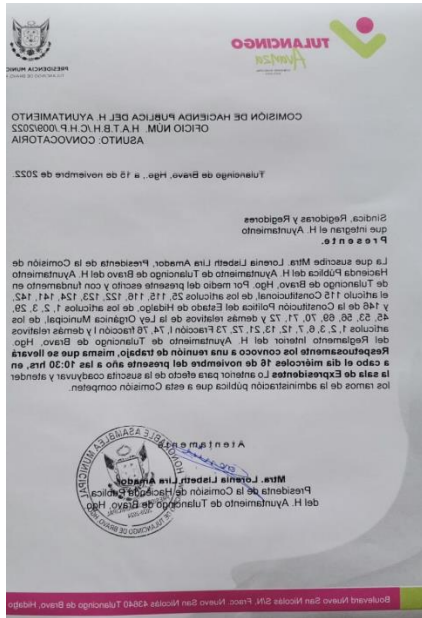 TULANCINGO
Avanza
PRESIDENCIA MUNICI
COMISIÓN DE HACIENDA PUBLICA DEL H. AYUNTAMIENTO
OFICIO NÚM. H.A.T.B.H./C.H.P./009/2022
ASUNTO: CONVOCATORIA
Tulancingo de Bravo, Hgo,. a 15 de noviembre de 2022.
Síndica, Regidoras y Regidores
que integran el H. Ayuntamiento
P r e s e n t e.
La que suscribe Mtra. Lorenia Lisbeth Lira Amador, Presidenta de la Comisión de
Hacienda Pública del H. Ayuntamiento de Tulancingo de Bravo del H. Ayuntamiento
de Tulancingo de Bravo, Hgo. Por medio del presente escrito y con fundamento en
el artículo 115 Constitucional, de los artículos 25, 115, 116, 122, 123, 124, 141, 142,
y 146 de la Constitución Política del Estado de Hidalgo, de los artículos 1, 2, 3, 29,
45, 53, 56, 69, 70, 71, 72 y demás relativos de la Ley Orgánica Municipal, de los
artículos 1, 2, 3, 6, 7, 12, 13, 21, 72, 73 Fracción I, 74, 76 fracción I y demás relativos
del Reglamento Interior del H. Ayuntamiento de Tulancingo de Bravo, Hgo.
Respetuosamente los convoco a una reunión de trabajo, misma que se llevará
a cabo el día miércoles 16 de noviembre del presente año a las 10:30 hrs, en
la sala de Expresidentes Lo anterior para efecto de la suscrita coadyuvar y atender
los ramos de la administración pública que a esta Comisión competen.
A t e n t a m e n t e
HONORABLE ASAMBLEA MUNICIPAL
Mtra. Lorenia Lisbeth Lira Amador
Presidenta de la Comisión de Hacienda Pública
del H. Ayuntamiento de Tulancingo de Bravo, Hgo
Boulevard Nuevo San Nicolás S/N, Fracc. Nuevo San Nicolás 43640 Tulancingo de Bravo, Hidalgo